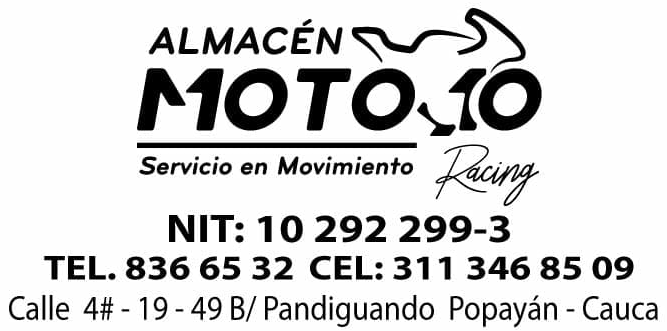 ALMACÉN
MOTO 10
Servicio en Movimiento Racing
NIT: 10 292 299-3
TEL. 836 65 32 CEL: 311 346 85 09
Calle 4# - 19 - 49 B/ Pandiguando Popayán - Cauca